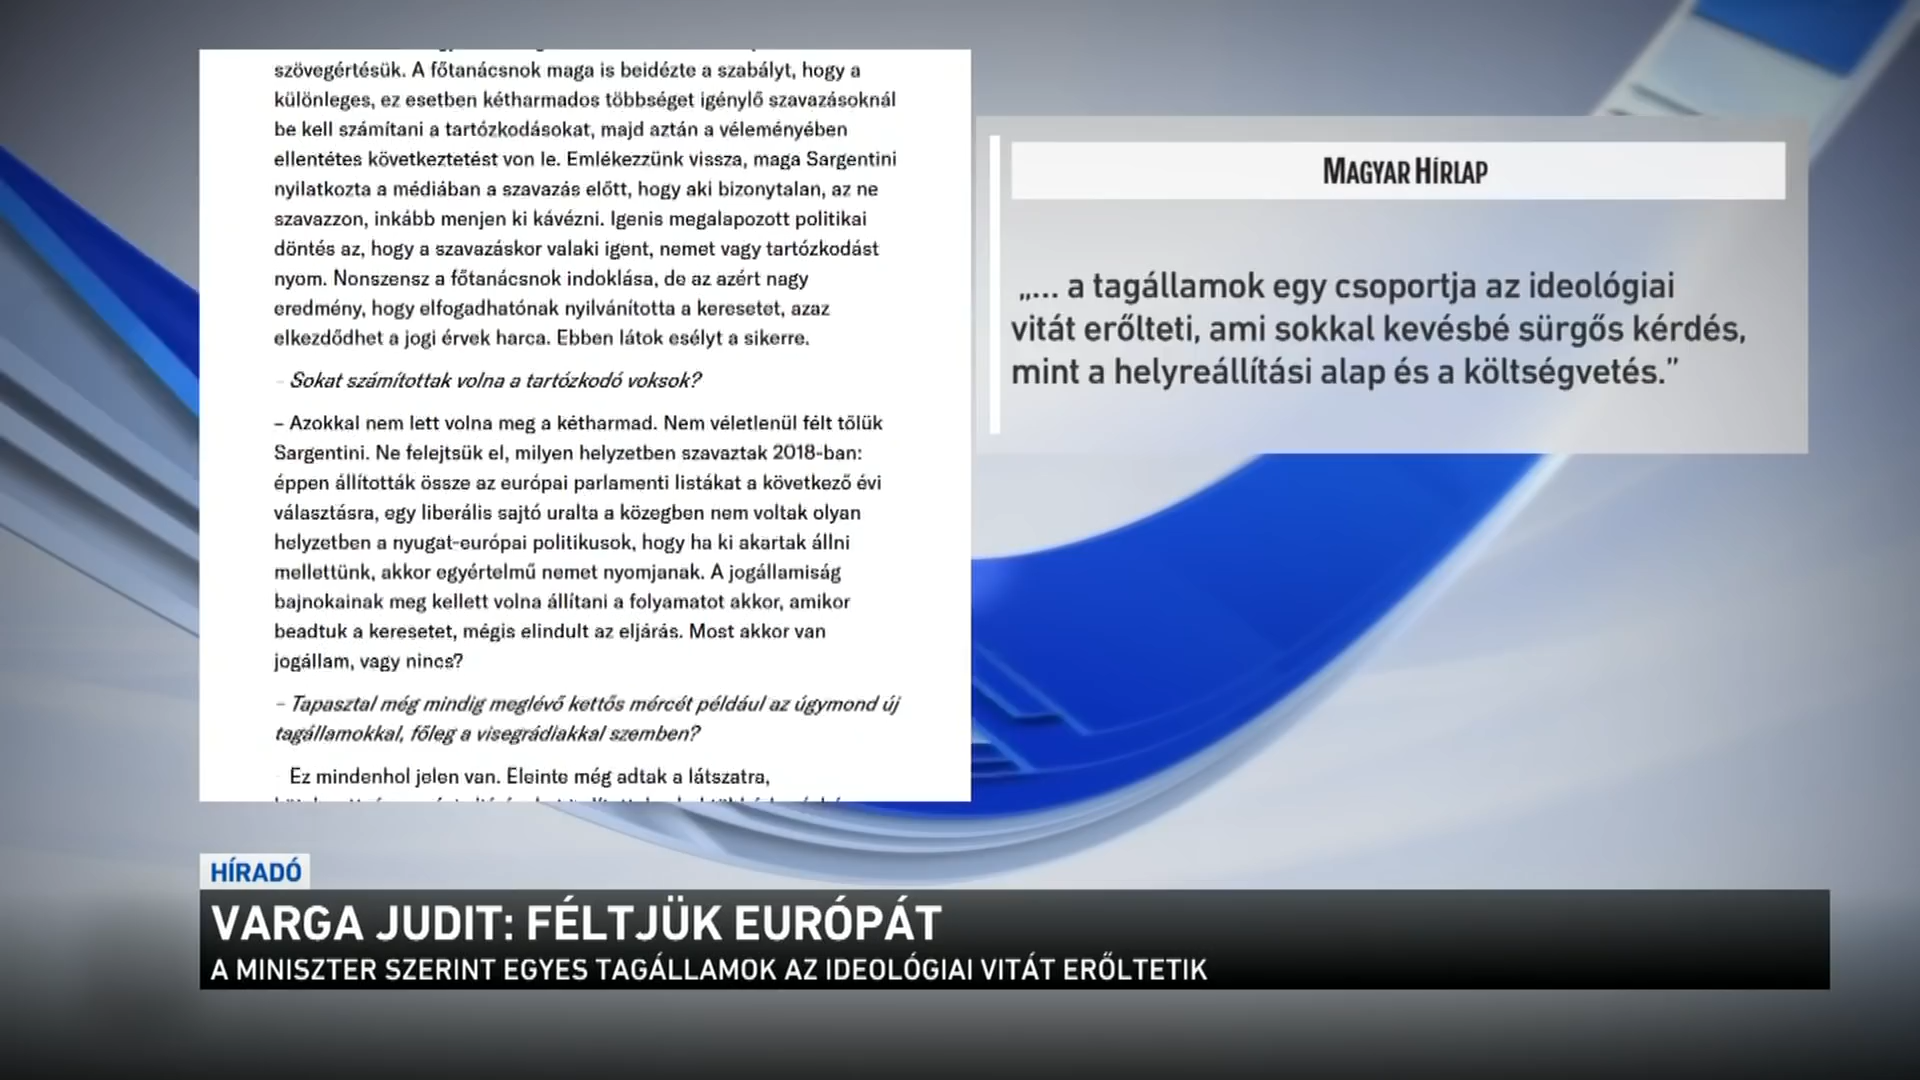 szövegértésük. A főtanácsnok maga is beidézte a szabályt, hogy a
különleges, ez esetben kétharmados többséget igénylő szavazásoknál
be kell számítani a tartózkodásokat, majd aztán a véleményében
ellentétes következtetést von le. Emlékezzünk vissza, maga Sargentini
nyilatkozta a médiában a szavazás előtt, hogy aki bizonytalan, az ne
szavazzon, inkább menjen ki kávézni. Igenis megalapozott politikai
döntés az, hogy a szavazáskor valaki igent, nemet vagy tartózkodást
nyom. Nonszensz a főtanácsnok indoklása, de az azért nagy
eredmény, hogy elfogadhatónak nyilvánította a keresetet, azaz
elkezdődhet a jogi érvek harca. Ebben látok esélyt a sikerre.
– Sokat számítottak volna a tartózkodó voksok?
– Azokkal nem lett volna meg a kétharmad. Nem véletlenül félt tőlük
Sargentini. Ne felejtsük el, milyen helyzetben szavaztak 2018-ban:
éppen állították össze az európai parlamenti listákat a következő évi
választásra, egy liberális sajtó uralta a közegben nem voltak olyan
helyzetben a nyugat-európai politikusok, hogy ha ki akartak állni
mellettünk, akkor egyértelmű nemet nyomjanak. A jogállamiság
bajnokainak meg kellett volna állítani a folyamatot akkor, amikor
beadtuk a keresetet, mégis elindult az eljárás. Most akkor van
jogállam, vagy nincs?
– Tapasztal még mindig meglévő kettős mércét például az úgymond új
tagállamokkal, főleg a visegrádiakkal szemben?
Ez mindenhol jelen van. Eleinte még adtak a látszatra,
MAGYAR HÍRLAP
„... a tagállamok egy csoportja az ideológiai
vitát erőlteti, ami sokkal kevésbé sürgős kérdés,
mint a helyreállítási alap és a költségvetés.”
HÍRADÓ
VARGA JUDIT: FÉLTJÜK EURÓPÁT
A MINISZTER SZERINT EGYES TAGÁLLAMOK AZ IDEOLÓGIAI VITÁT ERŐLTETIK